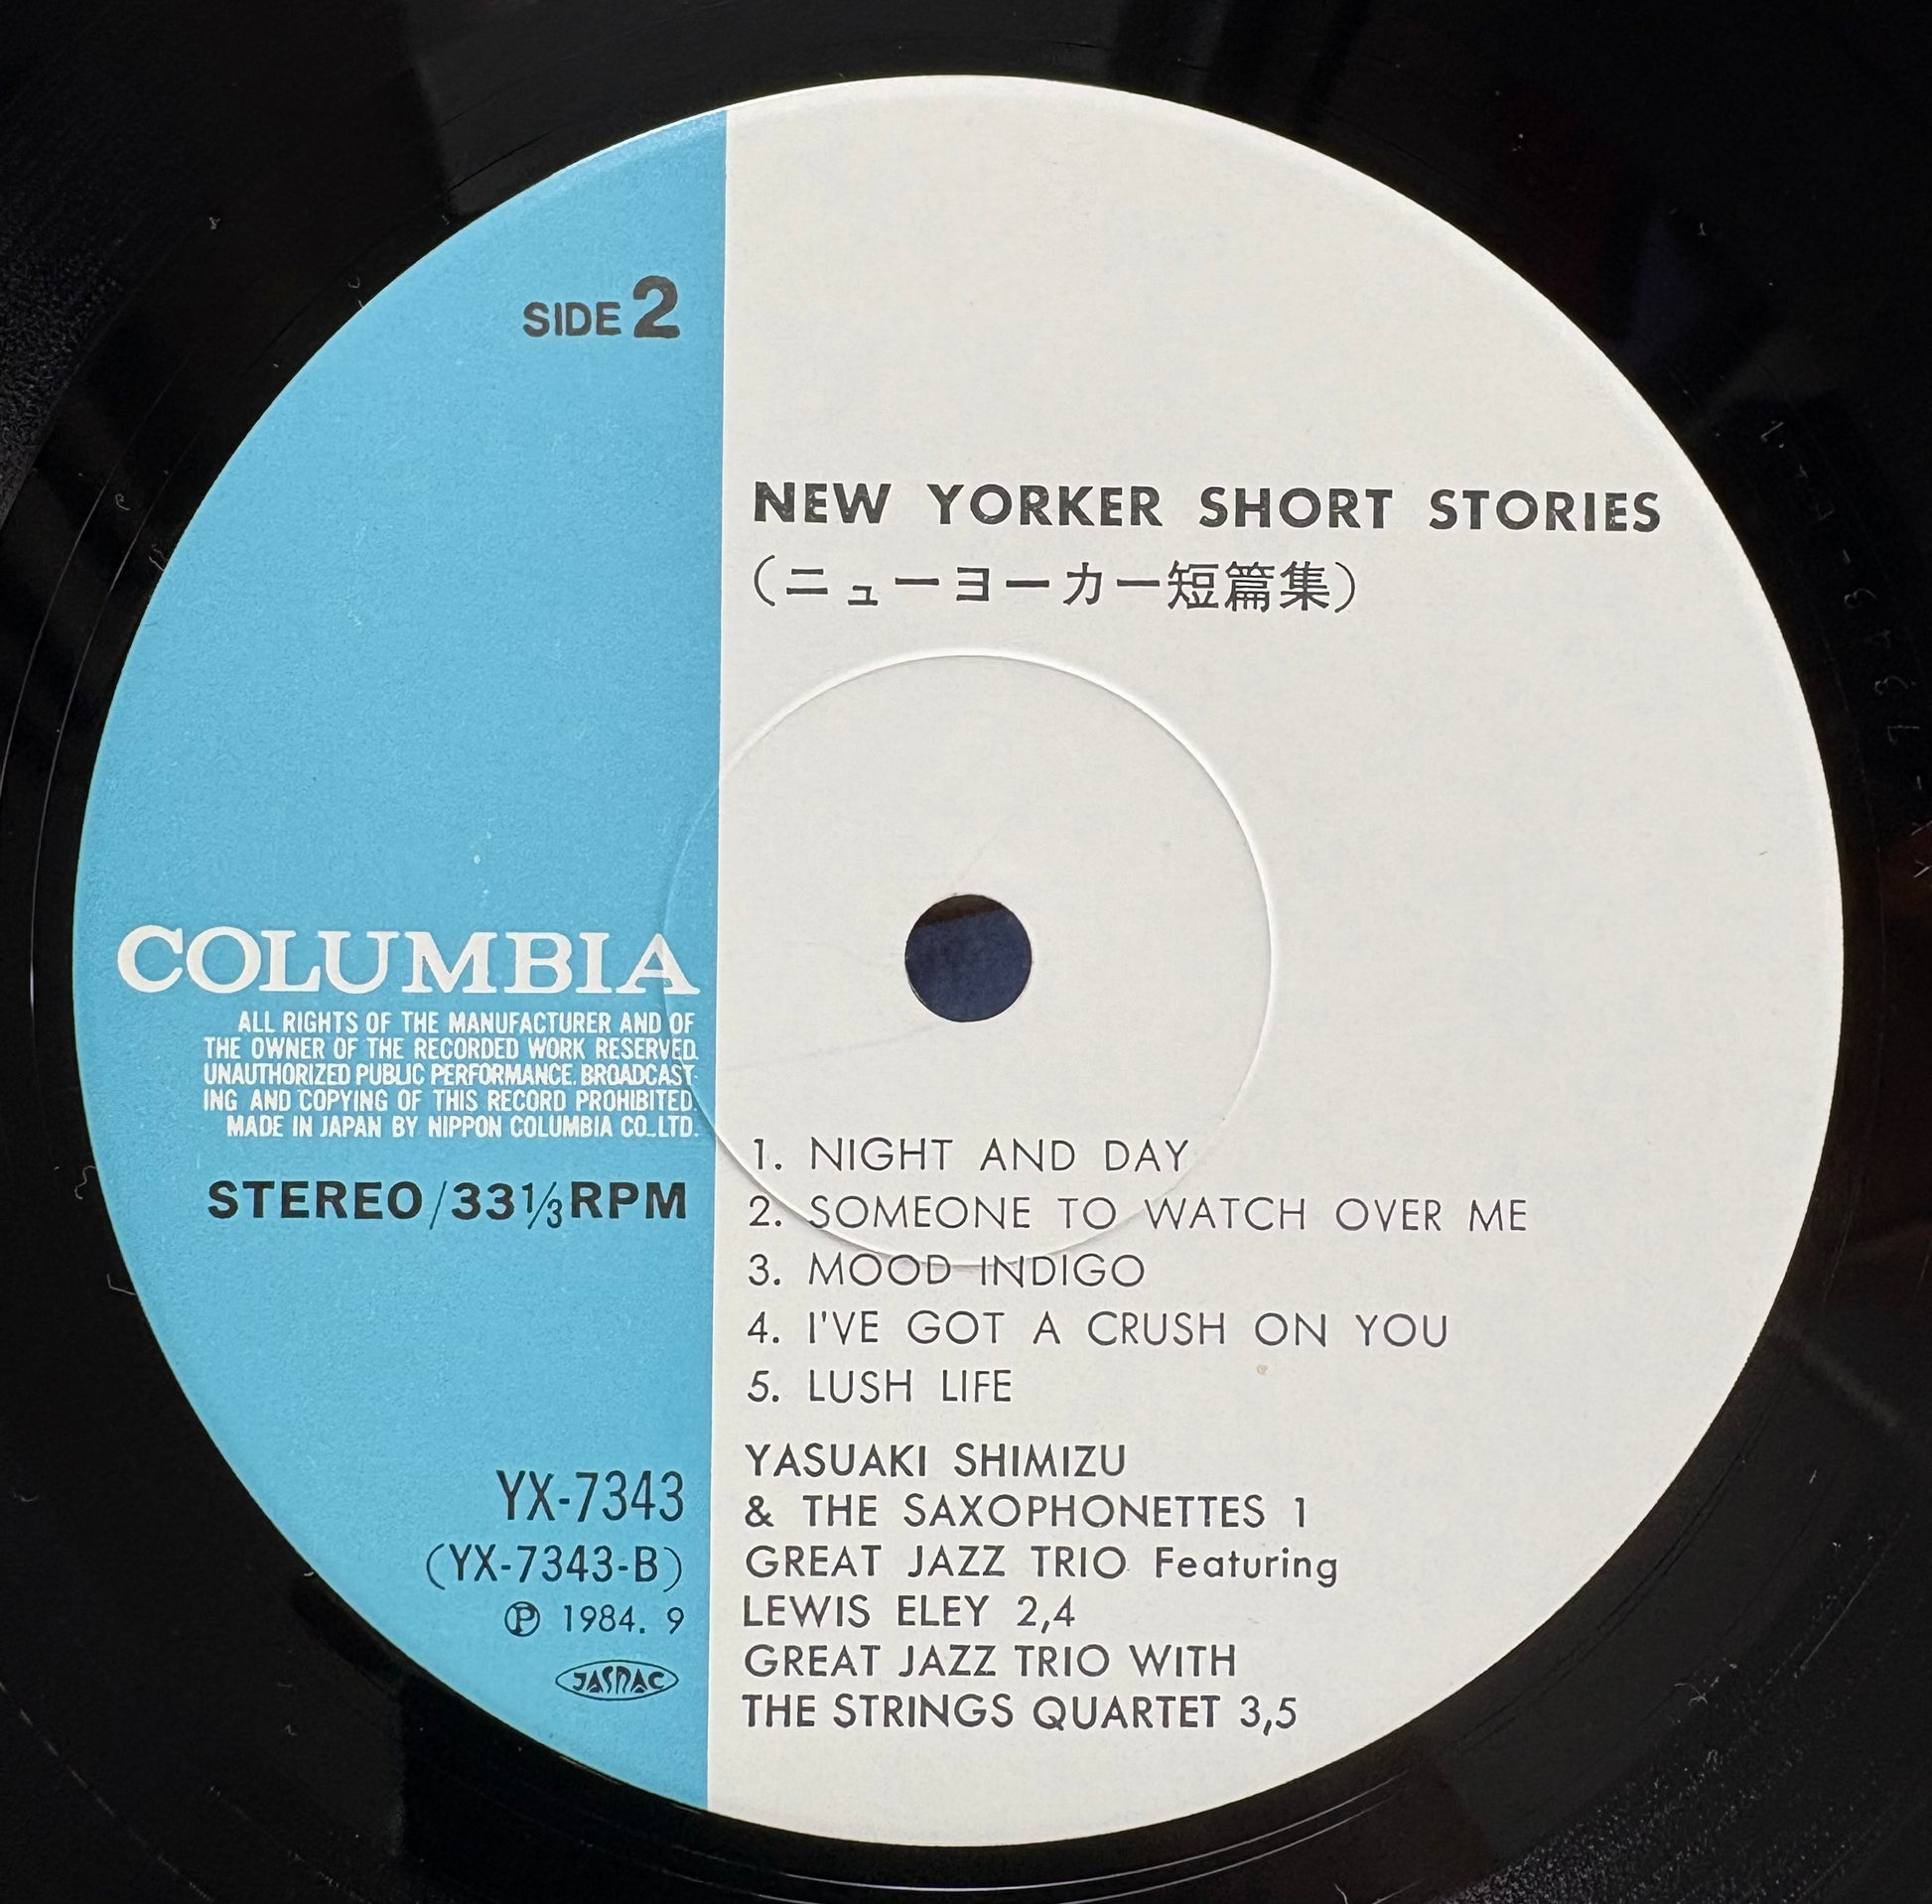 SIDE 2
NEW YORKER SHORT STORIES
(ニューヨーカー短篇集)
COLUMBIA
ALL RIGHTS OF THE MANUFACTURER AND OF
THE OWNER OF THE RECORDED WORK RESERVED.
UNAUTHORIZED PUBLIC PERFORMANCE. BROADCAST-
ING AND COPYING OF THIS RECORD PROHIBITED.
MADE IN JAPAN BY NIPPON COLUMBIA CO.,LTD.
STEREO/33⅓RPM
1. NIGHT AND DAY
2. SOMEONE TO WATCH OVER ME
3. MOOD INDIGO
4. I'VE GOT A CRUSH ON YOU
5. LUSH LIFE
YX-7343
(YX-7343-B)
Ⓟ 1984. 9
JASRAC
YASUAKI SHIMIZU
& THE SAXOPHONETTES 1
GREAT JAZZ TRIO Featuring
LEWIS ELEY 2,4
GREAT JAZZ TRIO WITH
THE STRINGS QUARTET 3,5